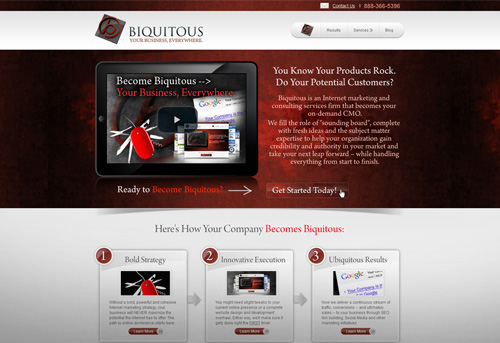 Contact Us | 888-366-5396
BIQUITOUS
YOUR BUSINESS, EVERYWHERE.
Results Services Blog
Become Biquitous -->
Your Business, Everywhere
Google
You Know Your Products Rock.
Do Your Potential Customers?
Biquitous is an Internet marketing and
consulting services firm that becomes your
on-demand CMO.
We fill the role of "sounding board", complete
with fresh ideas and the subject matter
expertise to help your organization gain
credibility and authority in your market and
take your next leap forward – while handling
everything from start to finish.
Ready to Become Biquitous?
Get Started Today!
Here's How Your Company Becomes Biquitous:
1 Bold Strategy
Without a bold, powerful and cohesive
Internet marketing strategy, your
business will NEVER maximize the
potential the Internet has to offer. The
path to online dominance starts here.
Learn More
2 Innovative Execution
You might need slight tweaks to your
current online presence or a complete
website design and development
overhaul. Either way, we'll make sure it
gets done right the FIRST time!
Learn More
3 Ubiquitous Results
Google
Now we deliver a continuous stream of
traffic, conversions – and ultimately
sales – to your business through SEO,
link building, Social Media and other
marketing initiatives.
Learn More